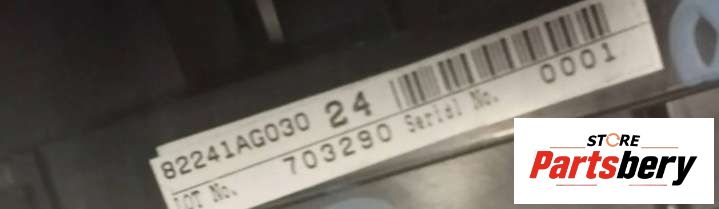 82241AG030 24
LOT No. 703290 Serial No. 0001
STORE
Partsbery